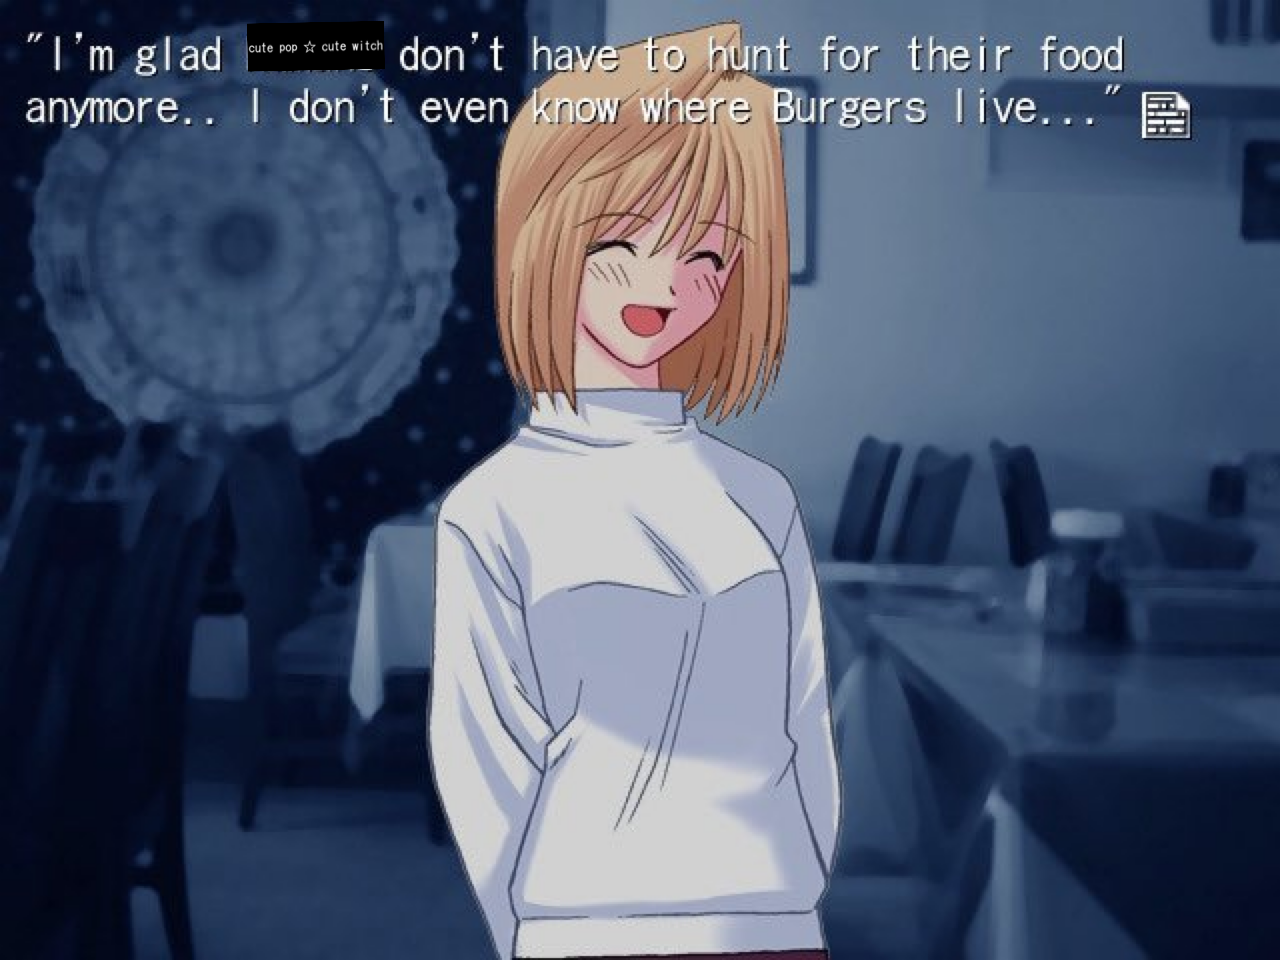 "I'm glad cute pop ☆ cute witch don't have to hunt for their food
anymore.. I don't even know where Burgers live..."